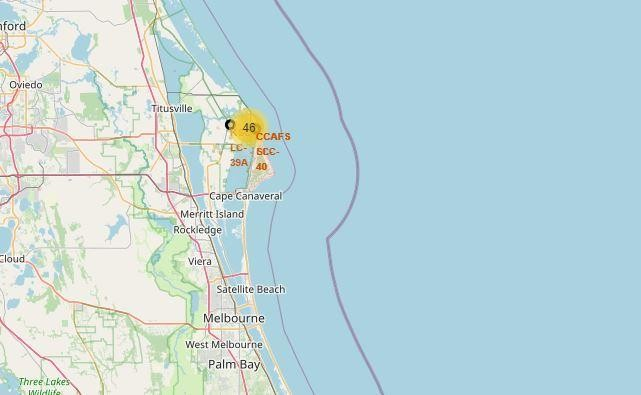 nford
Oviedo
Titusville
46
CCAFS
LC-
SLC-
39A
40
Cape Canaveral
Merritt Island
Rockledge
Viera
Cloud
Satellite Beach
Melbourne
West Melbourne
Palm Bay
Three Lakes
Wildlife